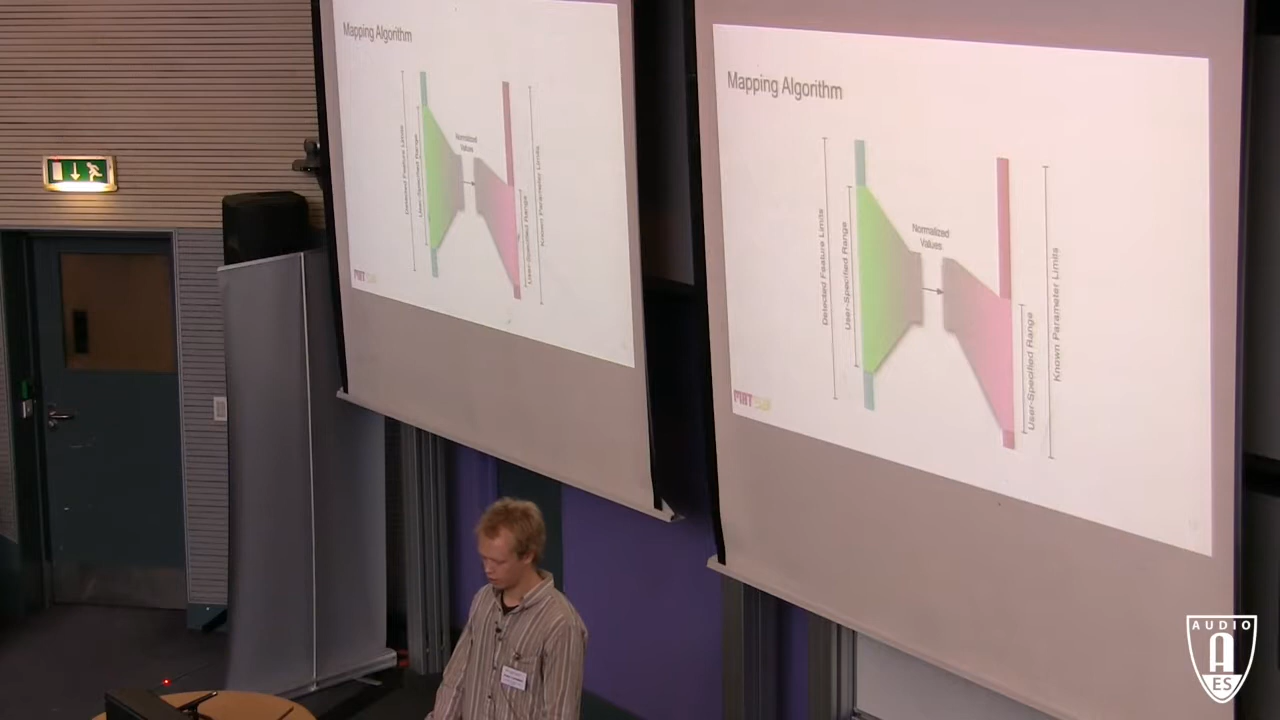 Mapping Algorithm
Detected Feature Limits
User-Specified Range
Normalized
Values
User-Specified Range
Known Parameter Limits
Mapping Algorithm
Detected Feature Limits
User-Specified Range
Normalized
Values
User-Specified Range
Known Parameter Limits
MAT
AUDIO
A
ES